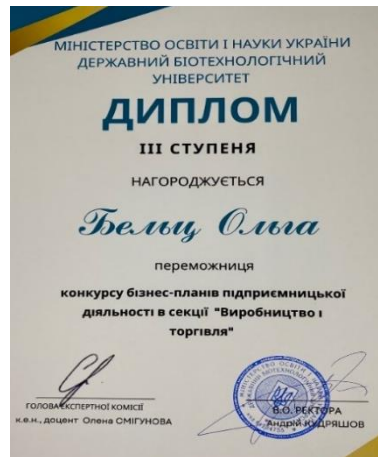 МІНІСТЕРСТВО ОСВІТИ І НАУКИ УКРАЇНИ
ДЕРЖАВНИЙ БІОТЕХНОЛОГІЧНИЙ
УНІВЕРСИТЕТ
ДИПЛОМ
ІІІ СТУПЕНЯ
НАГОРОДЖУЄТЬСЯ
Бельц Ольга
переможниця
конкурсу бізнес-планів підприємницької
діяльності в секції "Виробництво і
торгівля"
ГОЛОВА ЕКСПЕРТНОЇ КОМІСІЇ
к.е.н., доцент Олена СМІГУНОВА
В.О. РЕКТОРА
Андрій КУДРЯШОВ